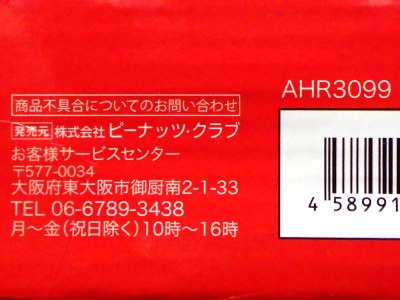 商品不具合についてのお問い合わせ
発売元 株式会社 ピーナッツ・クラブ
お客様サービスセンター
〒577-0034
大阪府東大阪市御厨南2-1-33
TEL 06-6789-3438
月～金(祝日除く)10時～16時
AHR3099
4 58991